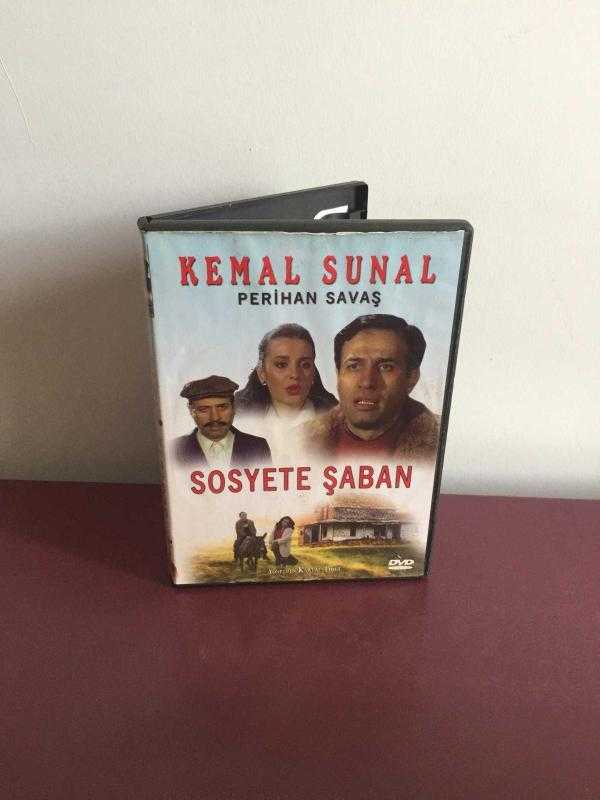 KEMAL SUNAL
PERİHAN SAVAŞ
SOSYETE ŞABAN
DVD